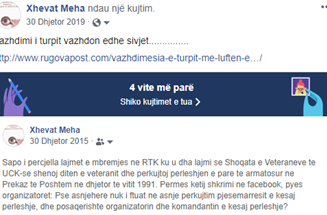 Xhevat Meha ndau një kujtim.
30 Dhjetor 2019
azhdimi i turpit vazhdon edhe sivjet..............
ttp://www.rugovapost.com/vazhdimesia-e-turpit-me-luften-e…/
4 vite më parë
Shiko kujtimet e tua
Xhevat Meha
30 Dhjetor 2015
Sapo i percjella lajmet e mbremjes ne RTK ku u dha lajmi se Shoqata e Veteraneve te
UCK-se shenoj diten e veteranit dhe perkujtoj perleshjen e pare te armatosur ne
Prekaz te Poshtem ne dhjetor te vitit 1991. Permes ketij shkrimi ne facebook, pyes
organizatoret: Pse asnjehere nuk i ftuat ne asnje perkujtim pjesemarresit e kesaj
perleshje, dhe posaqerishte organizatorin dhe komandantin e kesaj perleshje?